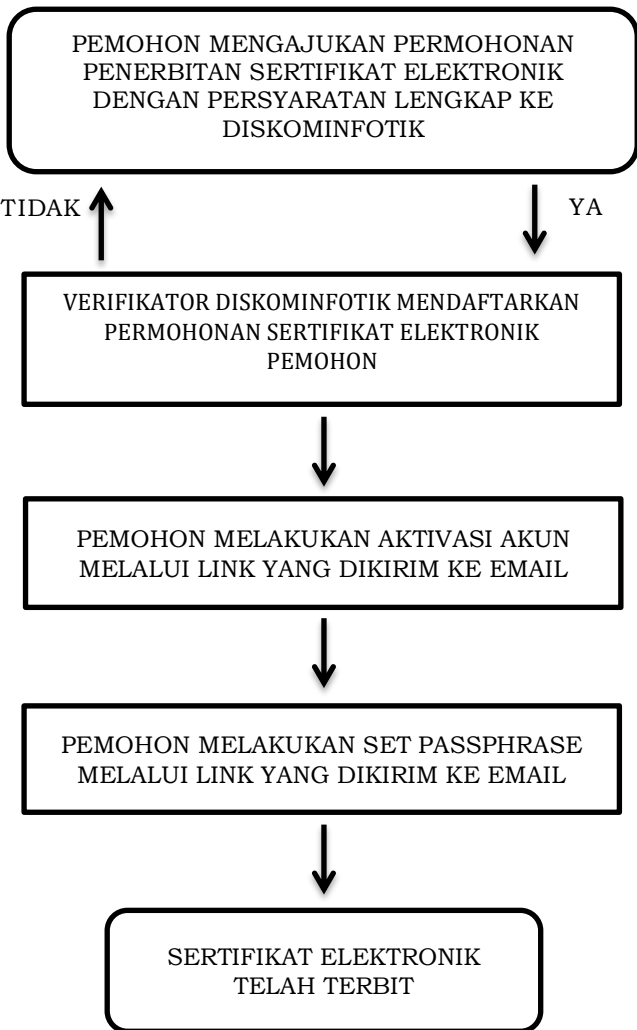 PEMOHON MENGAJUKAN PERMOHONAN
PENERBITAN SERTIFIKAT ELEKTRONIK
DENGAN PERSYARATAN LENGKAP KE
DISKOMINFOTIK
TIDAK
YA
VERIFIKATOR DISKOMINFOTIK MENDAFTARKAN
PERMOHONAN SERTIFIKAT ELEKTRONIK
PEMOHON
PEMOHON MELAKUKAN AKTIVASI AKUN
MELALUI LINK YANG DIKIRIM KE EMAIL
PEMOHON MELAKUKAN SET PASSPHRASE
MELALUI LINK YANG DIKIRIM KE EMAIL
SERTIFIKAT ELEKTRONIK
TELAH TERBIT